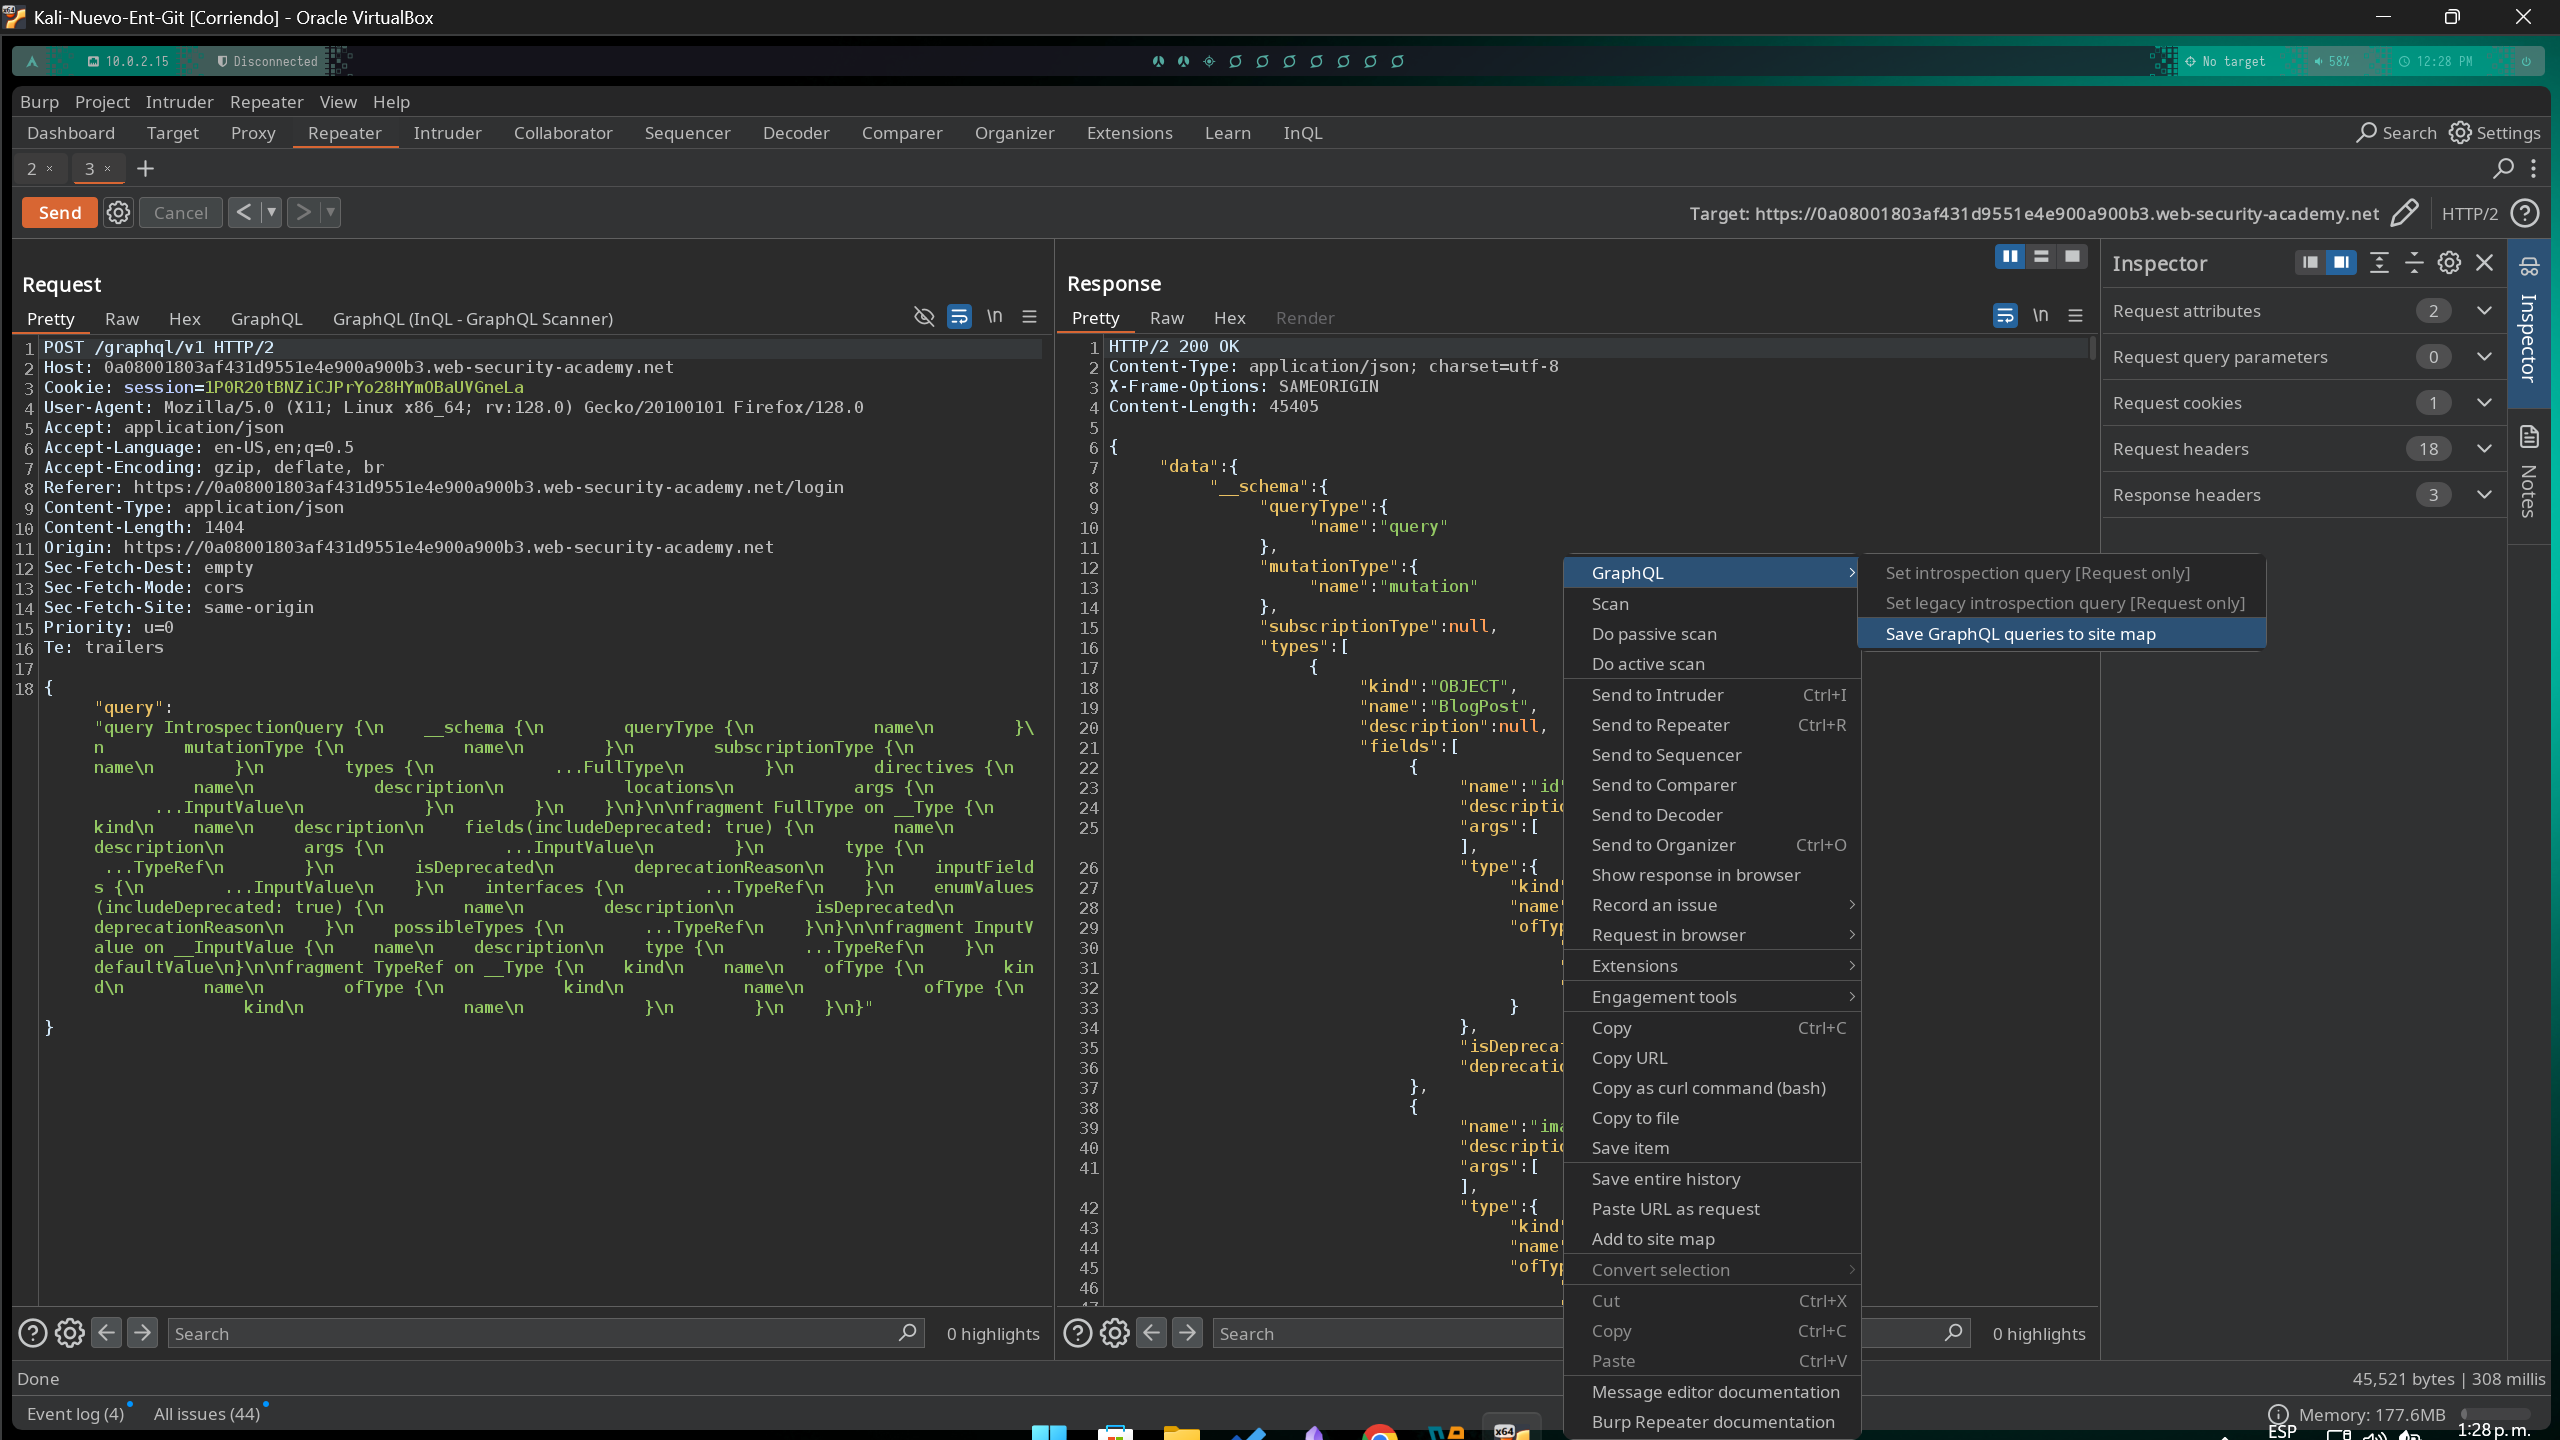 Kali-Nuevo-Ent-Git [Corriendo] - Oracle VirtualBox
10.0.2.15 Disconnected No target 58% 12:28 PM
Burp Project Intruder Repeater View Help
Dashboard Target Proxy Repeater Intruder Collaborator Sequencer Decoder Comparer Organizer Extensions Learn InQL Search Settings
2 × 3 × +
Send Cancel < > Target: https://0a08001803af431d9551e4e900a900b3.web-security-academy.net HTTP/2
Request
Pretty Raw Hex GraphQL GraphQL (InQL - GraphQL Scanner) \n
1 POST /graphql/v1 HTTP/2
2 Host: 0a08001803af431d9551e4e900a900b3.web-security-academy.net
3 Cookie: session=1P0R20tBNZiCJPrYo28HYmOBaUVGneLa
4 User-Agent: Mozilla/5.0 (X11; Linux x86_64; rv:128.0) Gecko/20100101 Firefox/128.0
5 Accept: application/json
6 Accept-Language: en-US,en;q=0.5
7 Accept-Encoding: gzip, deflate, br
8 Referer: https://0a08001803af431d9551e4e900a900b3.web-security-academy.net/login
9 Content-Type: application/json
10 Content-Length: 1404
11 Origin: https://0a08001803af431d9551e4e900a900b3.web-security-academy.net
12 Sec-Fetch-Dest: empty
13 Sec-Fetch-Mode: cors
14 Sec-Fetch-Site: same-origin
15 Priority: u=0
16 Te: trailers
17
18 {
"query":
"query IntrospectionQuery {\n __schema {\n queryType {\n name\n }\
n mutationType {\n name\n }\n subscriptionType {\n
name\n }\n types {\n ...FullType\n }\n directives {\n
name\n description\n locations\n args {\n
...InputValue\n }\n }\n }\n}\n\nfragment FullType on __Type {\n
kind\n name\n description\n fields(includeDeprecated: true) {\n name\n
description\n args {\n ...InputValue\n }\n type {\n
...TypeRef\n }\n isDeprecated\n deprecationReason\n }\n inputField
s {\n ...InputValue\n }\n interfaces {\n ...TypeRef\n }\n enumValues
(includeDeprecated: true) {\n name\n description\n isDeprecated\n
deprecationReason\n }\n possibleTypes {\n ...TypeRef\n }\n}\n\nfragment InputV
alue on __InputValue {\n name\n description\n type {\n ...TypeRef\n }\n
defaultValue\n}\n\nfragment TypeRef on __Type {\n kind\n name\n ofType {\n kin
d\n name\n ofType {\n kind\n name\n ofType {\n
kind\n name\n }\n }\n }\n}"
}
Search 0 highlights
Response
Pretty Raw Hex Render \n
1 HTTP/2 200 OK
2 Content-Type: application/json; charset=utf-8
3 X-Frame-Options: SAMEORIGIN
4 Content-Length: 45405
5
6 {
7 "data":{
8 "__schema":{
9 "queryType":{
10 "name":"query"
11 },
12 "mutationType":{
13 "name":"mutation"
14 },
15 "subscriptionType":null,
16 "types":[
17 {
18 "kind":"OBJECT",
19 "name":"BlogPost",
20 "description":null,
21 "fields":[
22 {
23 "name":"id"
24 "descriptio
25 "args":[
],
26 "type":{
27 "kind"
28 "name"
29 "ofTyp
30
31
32
33 }
34 },
35 "isDepreca
36 "deprecatio
37 },
38 {
39 "name":"ima
40 "descriptio
41 "args":[
],
42 "type":{
43 "kind"
44 "name"
45 "ofTyp
46
Search 0 highlights
GraphQL
Scan
Do passive scan
Do active scan
Send to Intruder Ctrl+I
Send to Repeater Ctrl+R
Send to Sequencer
Send to Comparer
Send to Decoder
Send to Organizer Ctrl+O
Show response in browser
Record an issue
Request in browser
Extensions
Engagement tools
Copy Ctrl+C
Copy URL
Copy as curl command (bash)
Copy to file
Save item
Save entire history
Paste URL as request
Add to site map
Convert selection
Cut Ctrl+X
Copy Ctrl+C
Paste Ctrl+V
Message editor documentation
Burp Repeater documentation
Set introspection query [Request only]
Set legacy introspection query [Request only]
Save GraphQL queries to site map
Inspector
Request attributes 2
Request query parameters 0
Request cookies 1
Request headers 18
Response headers 3
Inspector
Notes
Done 45,521 bytes | 308 millis
Event log (4) All issues (44) Memory: 177.6MB
ESP 1:28 p. m.